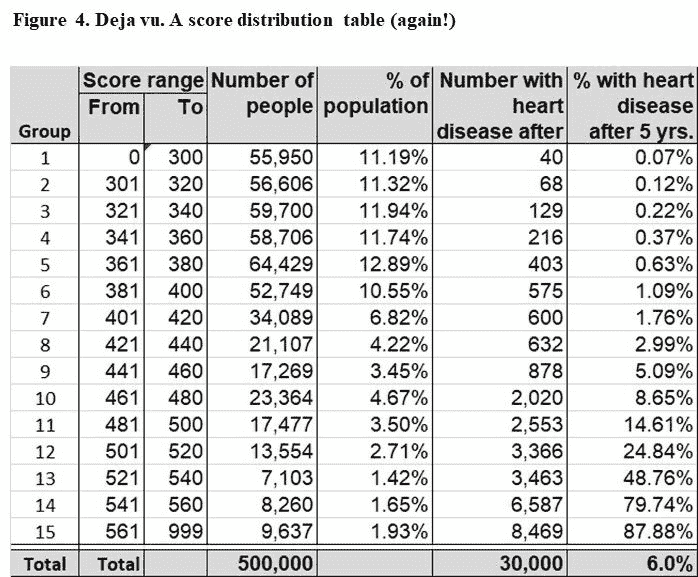 Figure 4. Deja vu. A score distribution table (again!)
Score range Number of % of Number with % with heart
From To people population heart disease
Group disease after after 5 yrs.
1 0 300 55,950 11.19% 40 0.07%
2 301 320 56,606 11.32% 68 0.12%
3 321 340 59,700 11.94% 129 0.22%
4 341 360 58,706 11.74% 216 0.37%
5 361 380 64,429 12.89% 403 0.63%
6 381 400 52,749 10.55% 575 1.09%
7 401 420 34,089 6.82% 600 1.76%
8 421 440 21,107 4.22% 632 2.99%
9 441 460 17,269 3.45% 878 5.09%
10 461 480 23,364 4.67% 2,020 8.65%
11 481 500 17,477 3.50% 2,553 14.61%
12 501 520 13,554 2.71% 3,366 24.84%
13 521 540 7,103 1.42% 3,463 48.76%
14 541 560 8,260 1.65% 6,587 79.74%
15 561 999 9,637 1.93% 8,469 87.88%
Total Total 500,000 30,000 6.0%